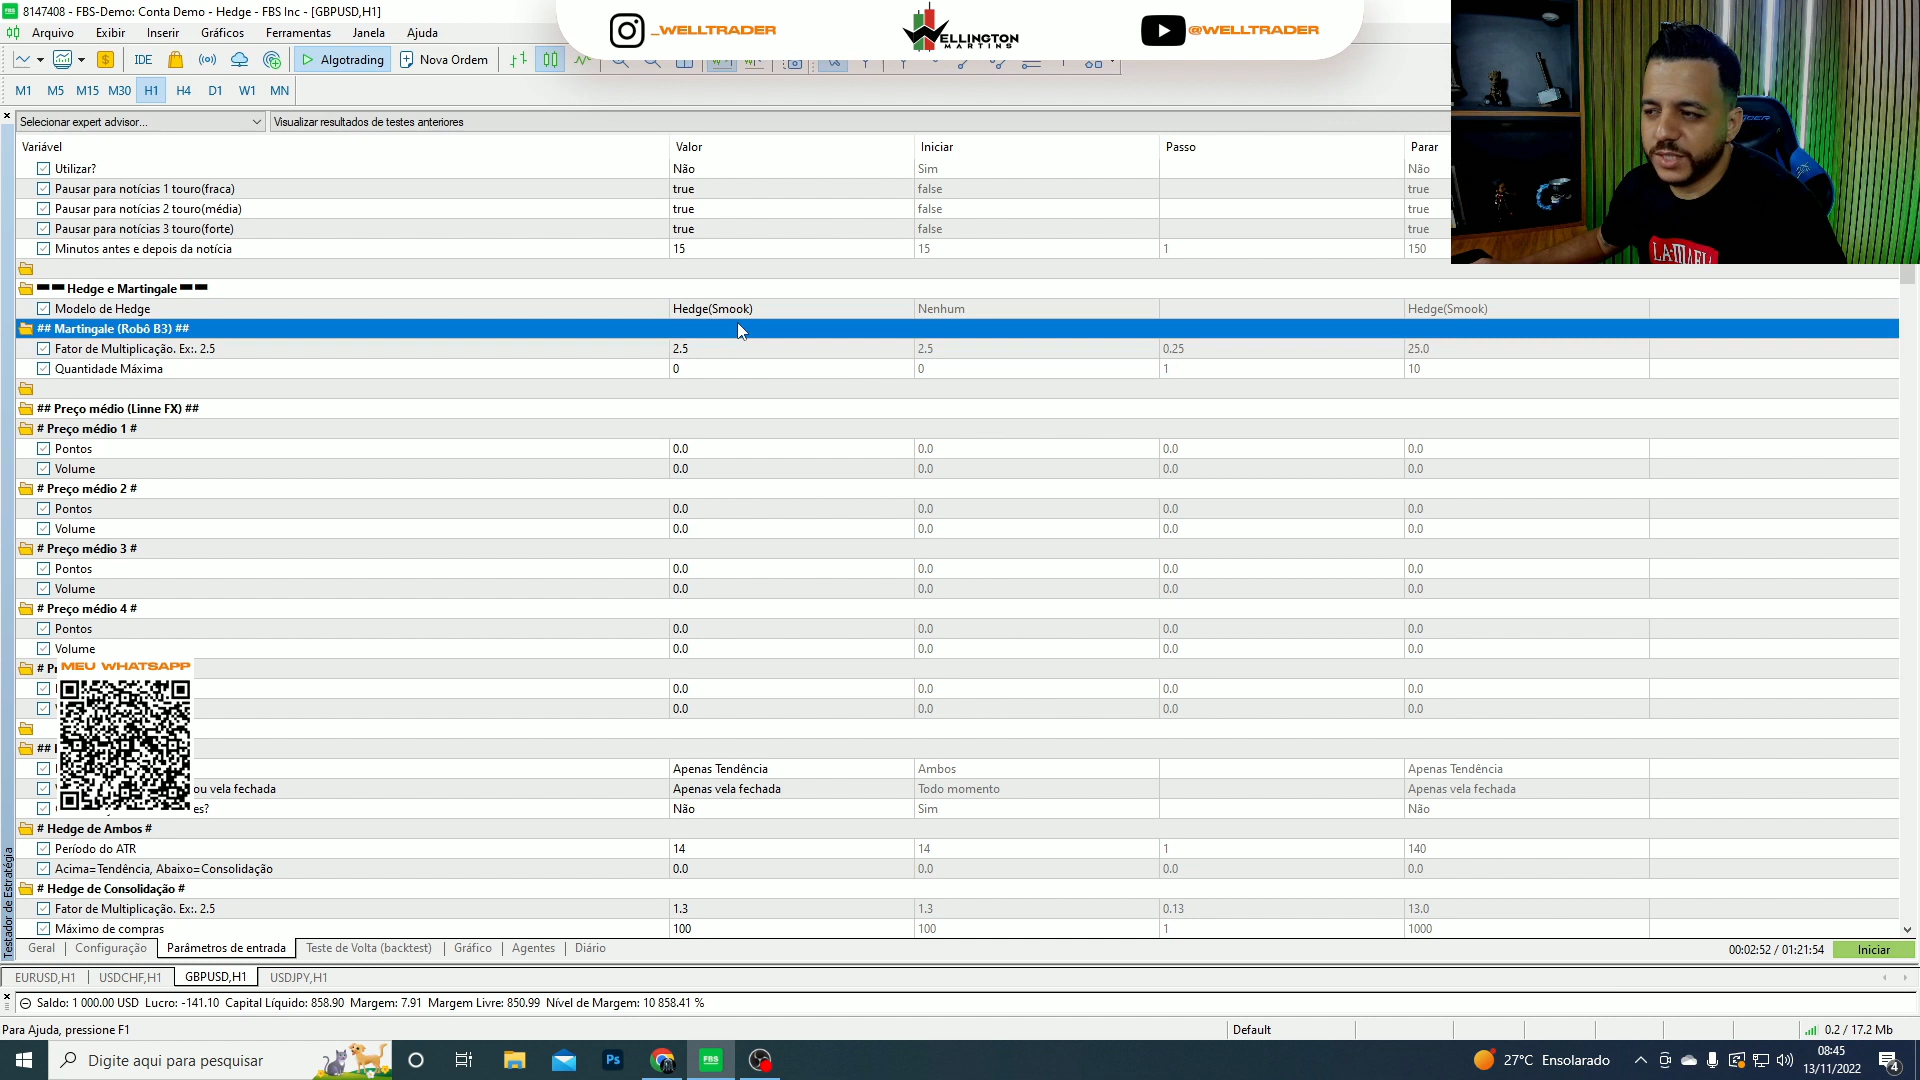 8147408 - FBS-Demo: Conta Demo - Hedge - FBS Inc - [GBPUSD,H1]
_WELLTRADER
WELLINGTON
MARTINS
@WELLTRADER
Arquivo Exibir Inserir Gráficos Ferramentas Janela Ajuda
IDE Algotrading Nova Ordem
M1 M5 M15 M30 H1 H4 D1 W1 MN
Selecionar expert advisor... Visualizar resultados de testes anteriores
Variável Valor Iniciar Passo Parar
Utilizar? Não Sim Não
Pausar para notícias 1 touro(fraca) true false true
Pausar para notícias 2 touro(média) true false true
Pausar para notícias 3 touro(forte) true false true
Minutos antes e depois da notícia 15 15 1 150
Hedge e Martingale
Modelo de Hedge Hedge(Smook) Nenhum Hedge(Smook)
## Martingale (Robô B3) ##
Fator de Multiplicação. Ex:. 2.5 2.5 2.5 0.25 25.0
Quantidade Máxima 0 0 1 10
## Preço médio (Linne FX) ##
# Preço médio 1 #
Pontos 0.0 0.0 0.0 0.0
Volume 0.0 0.0 0.0 0.0
# Preço médio 2 #
Pontos 0.0 0.0 0.0 0.0
Volume 0.0 0.0 0.0 0.0
# Preço médio 3 #
Pontos 0.0 0.0 0.0 0.0
Volume 0.0 0.0 0.0 0.0
# Preço médio 4 #
Pontos 0.0 0.0 0.0 0.0
Volume 0.0 0.0 0.0 0.0
MEU WHATSAPP
0.0 0.0 0.0 0.0
0.0 0.0 0.0 0.0
##
Apenas Tendência Ambos Apenas Tendência
ou vela fechada Apenas vela fechada Todo momento Apenas vela fechada
es? Não Sim Não
# Hedge de Ambos #
Período do ATR 14 14 1 140
Acima=Tendência, Abaixo=Consolidação 0.0 0.0 0.0 0.0
# Hedge de Consolidação #
Fator de Multiplicação. Ex:. 2.5 1.3 1.3 0.13 13.0
Máximo de compras 100 100 1 1000
Testador de Estratégia
Geral Configuração Parâmetros de entrada Teste de Volta (backtest) Gráfico Agentes Diário 00:02:52 / 01:21:54 Iniciar
EURUSD,H1 USDCHF,H1 GBPUSD,H1 USDJPY,H1
Saldo: 1 000.00 USD Lucro: -141.10 Capital Líquido: 858.90 Margem: 7.91 Margem Livre: 850.99 Nível de Margem: 10 858.41 %
Para Ajuda, pressione F1 Default 0.2 / 17.2 Mb
Digite aqui para pesquisar Ps FBS 27°C Ensolarado 08:45
13/11/2022 4
LA MAFIA